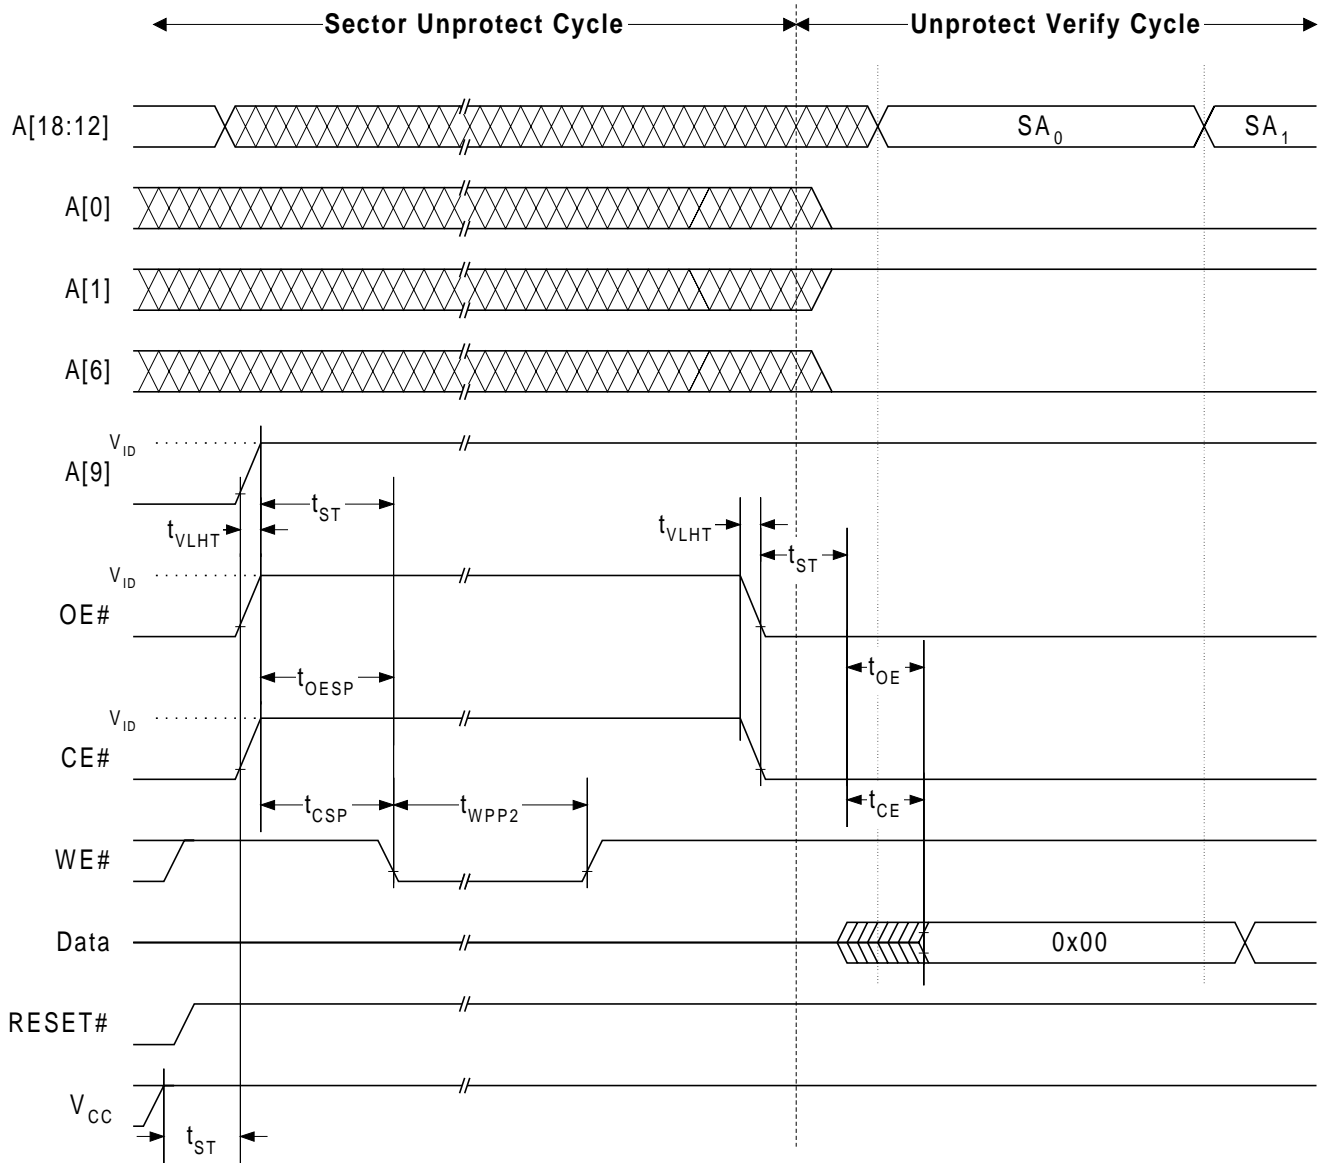 Sector Unprotect Cycle Unprotect Verify Cycle
A[18:12] SA0 SA1
A[0]
A[1]
A[6]
VID
A[9]
tST
tVLHT tVLHT
tST
VID
OE#
tOE
tOESP
VID
CE#
tCSP tWPP2 tCE
WE#
Data 0x00
RESET#
VCC
tST